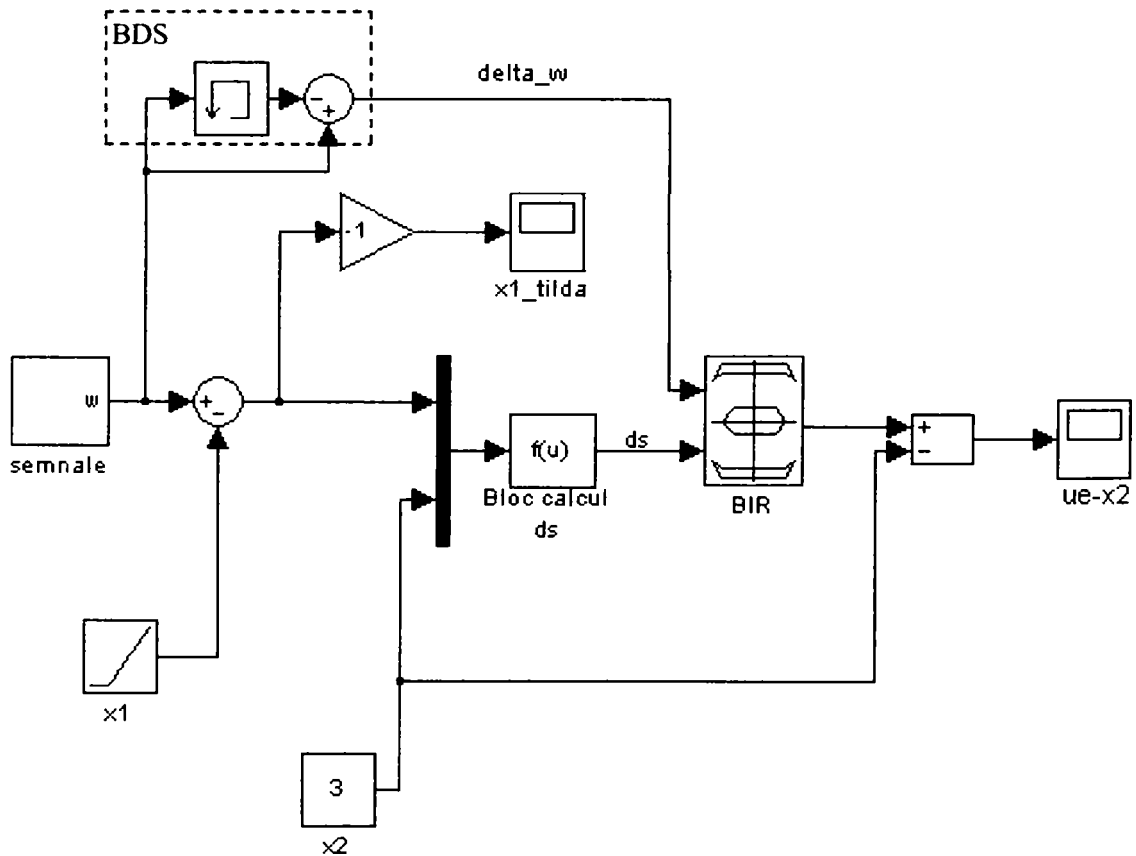 BDS
delta_w
-
+
-1
x1_tilda
w
+
-
semnale
f(u)
ds
Bloc calcul
ds
BIR
+
-
ue-x2
x1
3
x2